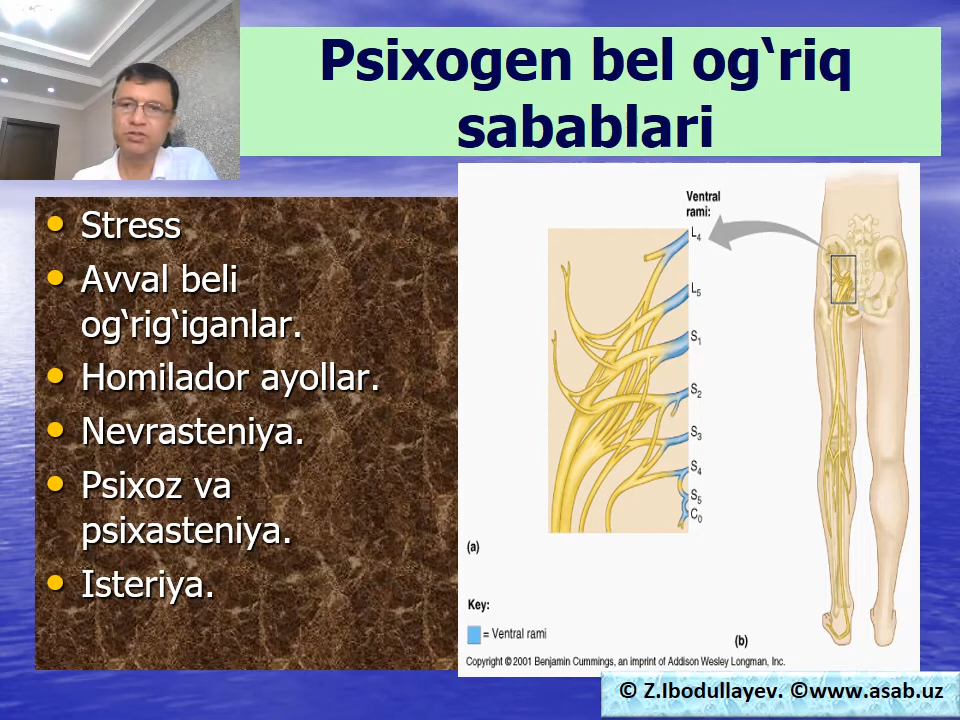 Psixogen bel og‘riq
sabablari
Stress
Avval beli
og‘rig‘iganlar.
Homilador ayollar.
Nevrasteniya.
Psixoz va
psixasteniya.
Isteriya.
Ventral
rami:
L4
L5
S1
S2
S3
S4
S5
C0
(a)
Key:
= Ventral rami
(b)
Copyright ©2001 Benjamin Cummings, an imprint of Addison Wesley Longman, Inc.
© Z.Ibodullayev. ©www.asab.uz